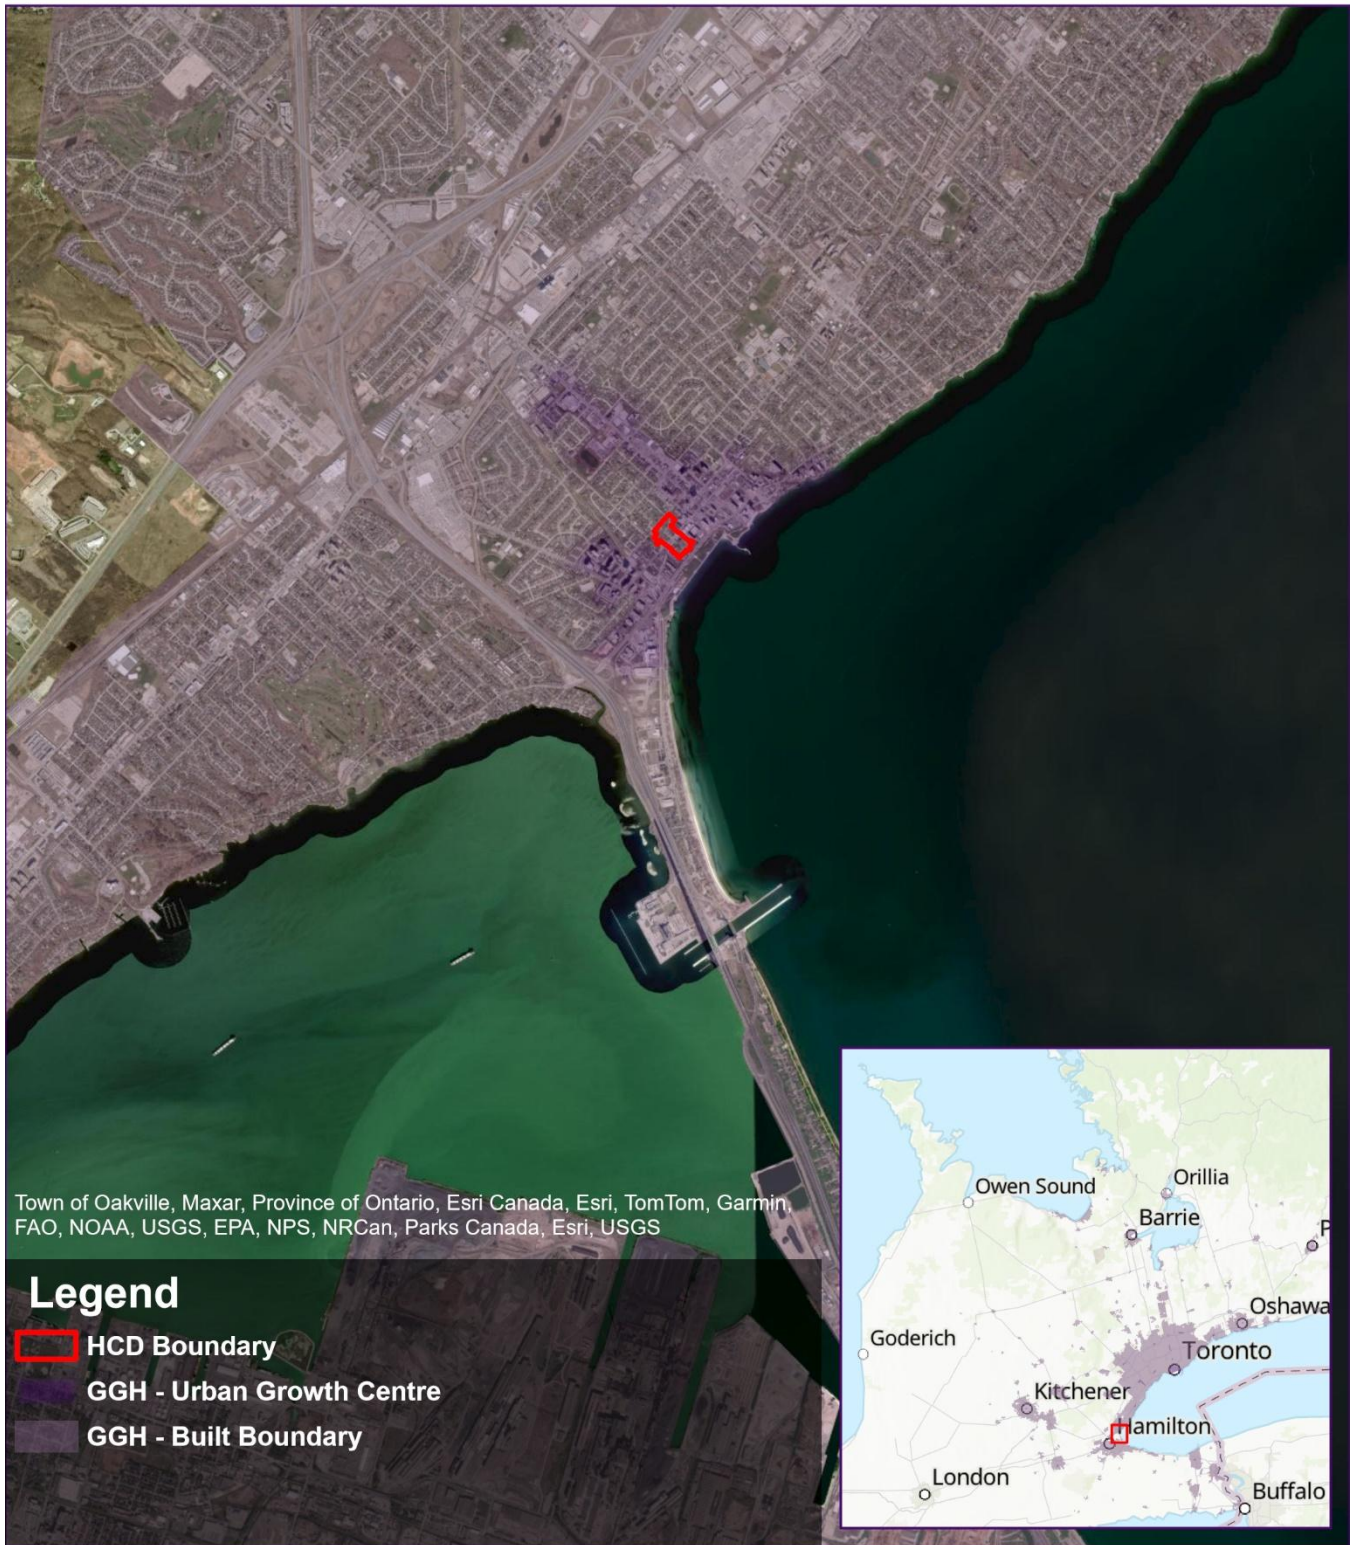 Town of Oakville, Maxar, Province of Ontario, Esri Canada, Esri, TomTom, Garmin,
FAO, NOAA, USGS, EPA, NPS, NRCan, Parks Canada, Esri, USGS
Legend
HCD Boundary
GGH - Urban Growth Centre
GGH - Built Boundary
Owen Sound
Orillia
Barrie
P
Oshawa
Goderich
Toronto
Kitchener
Hamilton
London
Buffalo